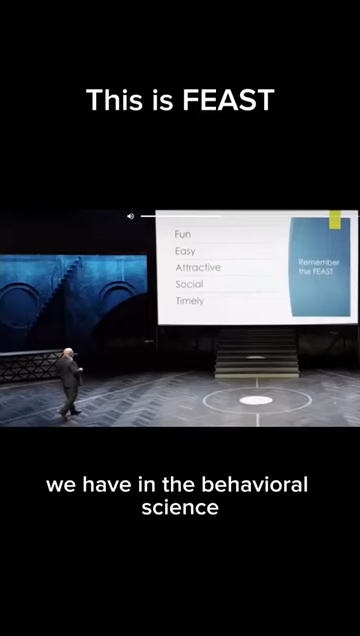 This is FEAST
Fun
Easy
Attractive
Social
Timely
Remember
the FEAST
we have in the behavioral
science